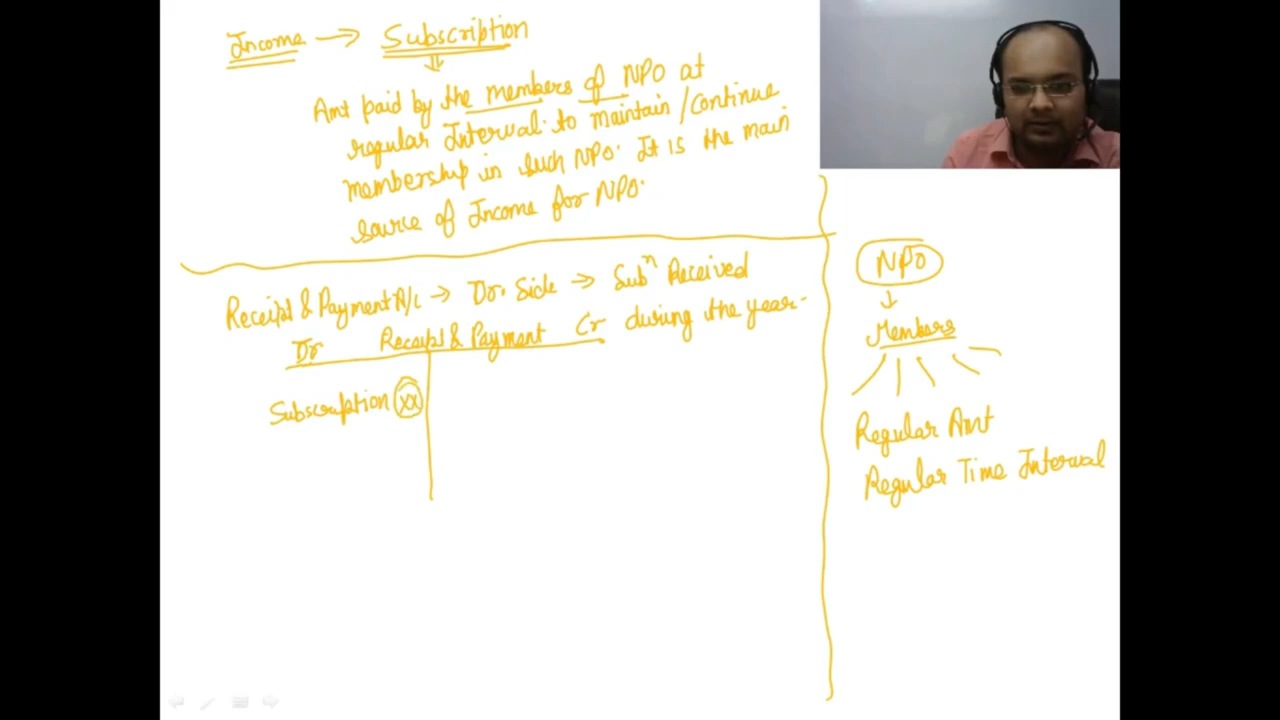 Income → Subscription
Amt paid by the members of NPO at
regular Interval to maintain / Continue
membership in such NPO. It is the main
source of Income for NPO.
Receipt & Payment A/c → Dr. Side → Subⁿ Received
during the year.
Dr Receipt & Payment Cr
Subscription xx
NPO
Members
Regular Amt
Regular Time Interval